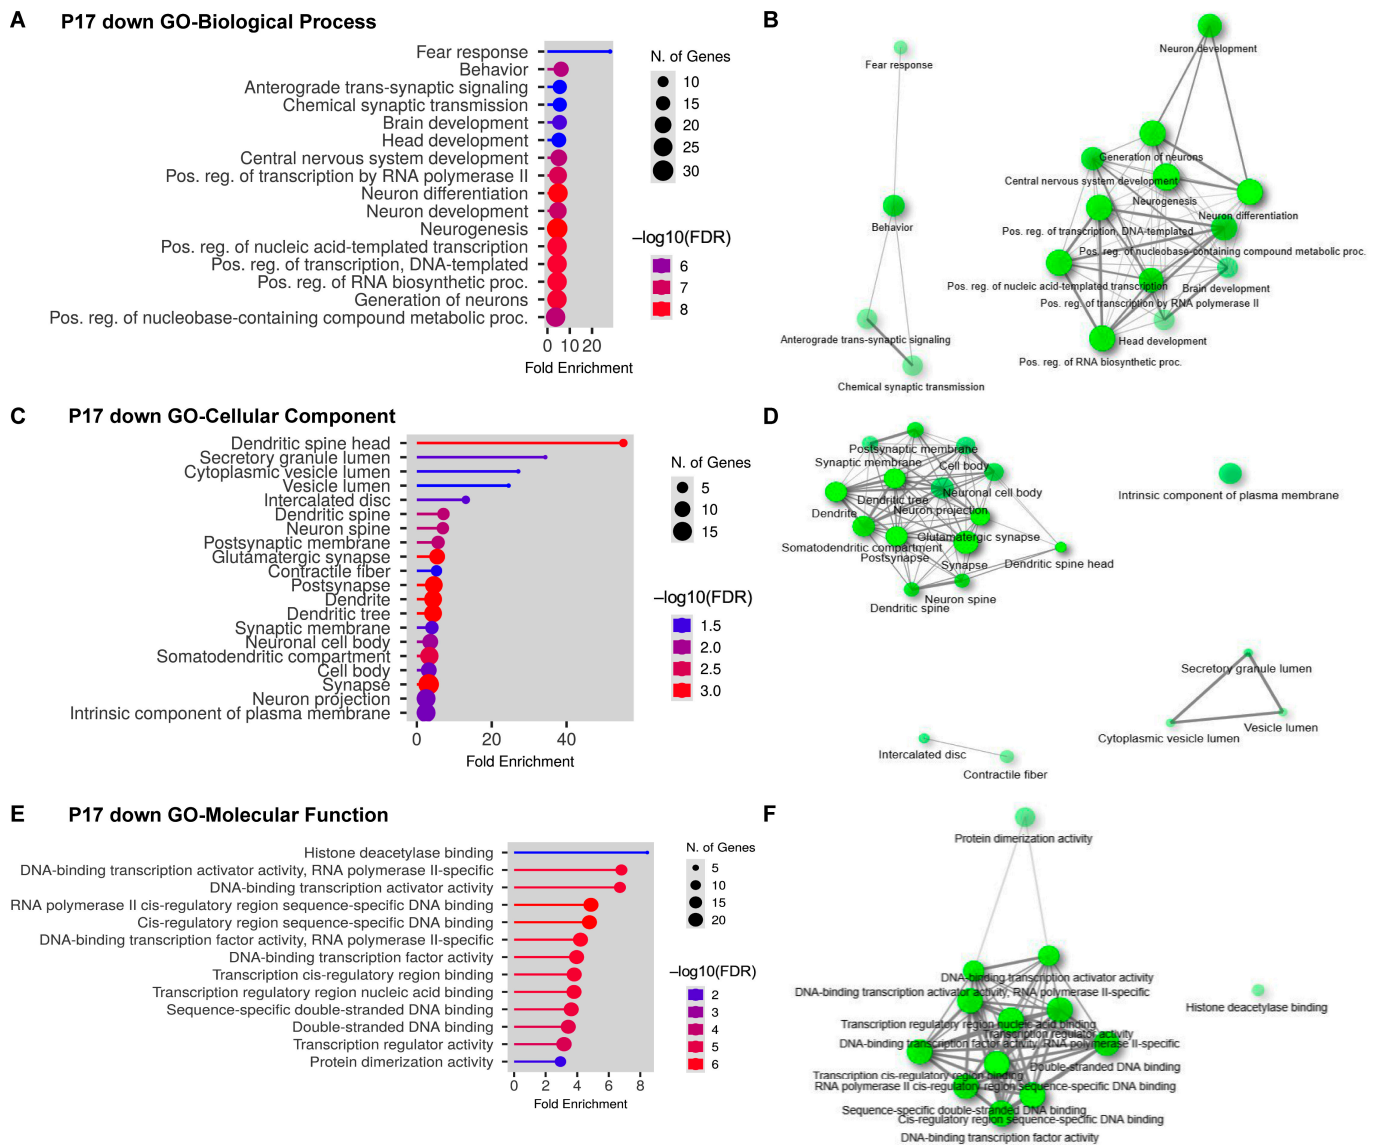 A P17 down GO-Biological Process
Fear response
Behavior
Anterograde trans-synaptic signaling
Chemical synaptic transmission
Brain development
Head development
Central nervous system development
Pos. reg. of transcription by RNA polymerase II
Neuron differentiation
Neuron development
Neurogenesis
Pos. reg. of nucleic acid-templated transcription
Pos. reg. of transcription, DNA-templated
Pos. reg. of RNA biosynthetic proc.
Generation of neurons
Pos. reg. of nucleobase-containing compound metabolic proc.
0 10 20
Fold Enrichment
N. of Genes
10
15
20
25
30
–log10(FDR)
6
7
8
B
Fear response
Behavior
Anterograde trans-synaptic signaling
Chemical synaptic transmission
Neuron development
Generation of neurons
Central nervous system development
Neurogenesis
Neuron differentiation
Pos. reg. of transcription, DNA-templated
Pos. reg. of nucleobase-containing compound metabolic proc.
Pos. reg. of nucleic acid-templated transcription
Brain development
Pos. reg. of transcription by RNA polymerase II
Head development
Pos. reg. of RNA biosynthetic proc.
C P17 down GO-Cellular Component
Dendritic spine head
Secretory granule lumen
Cytoplasmic vesicle lumen
Vesicle lumen
Intercalated disc
Dendritic spine
Neuron spine
Postsynaptic membrane
Glutamatergic synapse
Contractile fiber
Postsynapse
Dendrite
Dendritic tree
Synaptic membrane
Neuronal cell body
Somatodendritic compartment
Cell body
Synapse
Neuron projection
Intrinsic component of plasma membrane
0 20 40
Fold Enrichment
N. of Genes
5
10
15
–log10(FDR)
1.5
2.0
2.5
3.0
D
Postsynaptic membrane
Synaptic membrane
Cell body
Dendritic tree
Neuronal cell body
Dendrite
Neuron projection
Glutamatergic synapse
Somatodendritic compartment
Postsynapse
Synapse
Dendritic spine head
Neuron spine
Dendritic spine
Intrinsic component of plasma membrane
Secretory granule lumen
Vesicle lumen
Cytoplasmic vesicle lumen
Intercalated disc
Contractile fiber
E P17 down GO-Molecular Function
Histone deacetylase binding
DNA-binding transcription activator activity, RNA polymerase II-specific
DNA-binding transcription activator activity
RNA polymerase II cis-regulatory region sequence-specific DNA binding
Cis-regulatory region sequence-specific DNA binding
DNA-binding transcription factor activity, RNA polymerase II-specific
DNA-binding transcription factor activity
Transcription cis-regulatory region binding
Transcription regulatory region nucleic acid binding
Sequence-specific double-stranded DNA binding
Double-stranded DNA binding
Transcription regulator activity
Protein dimerization activity
0 2 4 6 8
Fold Enrichment
N. of Genes
5
10
15
20
–log10(FDR)
2
3
4
5
6
F
Protein dimerization activity
DNA-binding transcription activator activity
DNA-binding transcription activator activity, RNA polymerase II-specific
Histone deacetylase binding
Transcription regulatory region nucleic acid binding
Transcription regulator activity
DNA-binding transcription factor activity, RNA polymerase II-specific
Double-stranded DNA binding
Transcription cis-regulatory region binding
RNA polymerase II cis-regulatory region sequence-specific DNA binding
Sequence-specific double-stranded DNA binding
Cis-regulatory region sequence-specific DNA binding
DNA-binding transcription factor activity